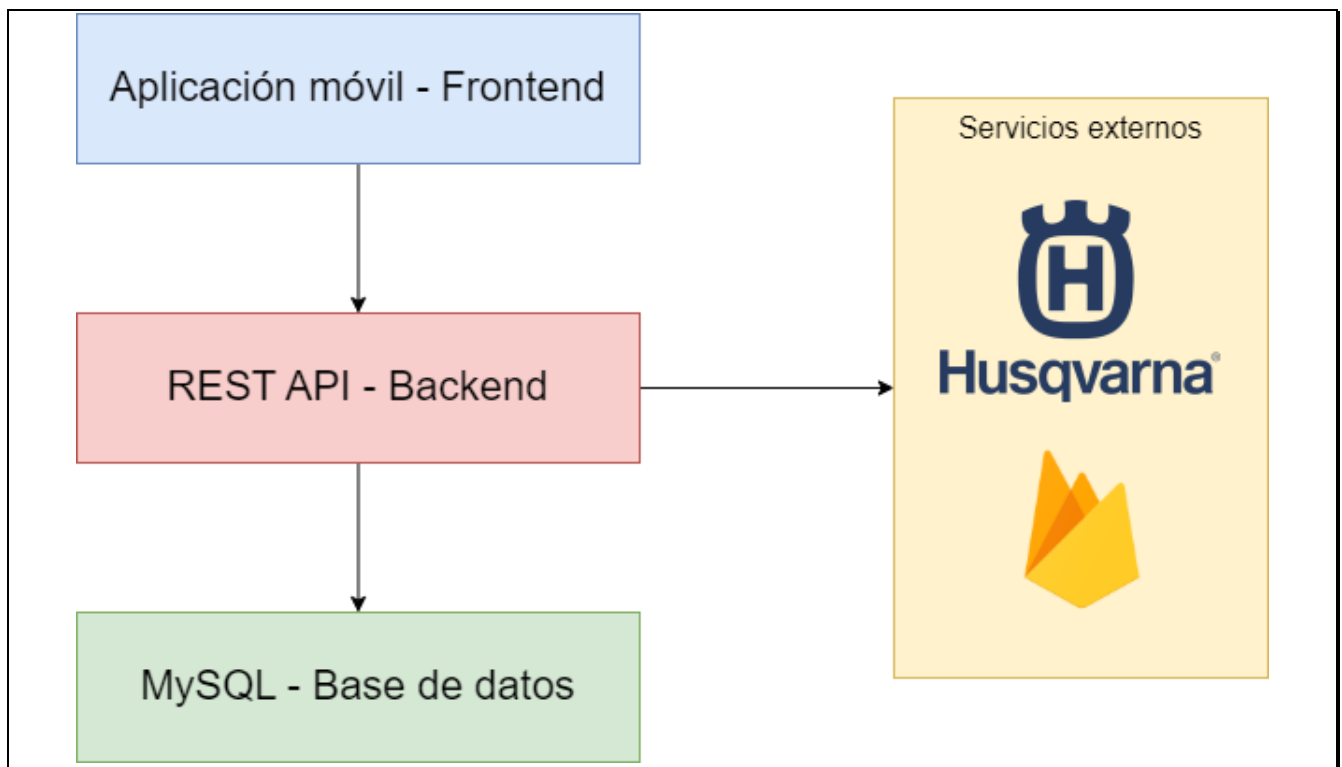 Aplicación móvil - Frontend
Servicios externos
H
Husqvarna®
REST API - Backend
MySQL - Base de datos